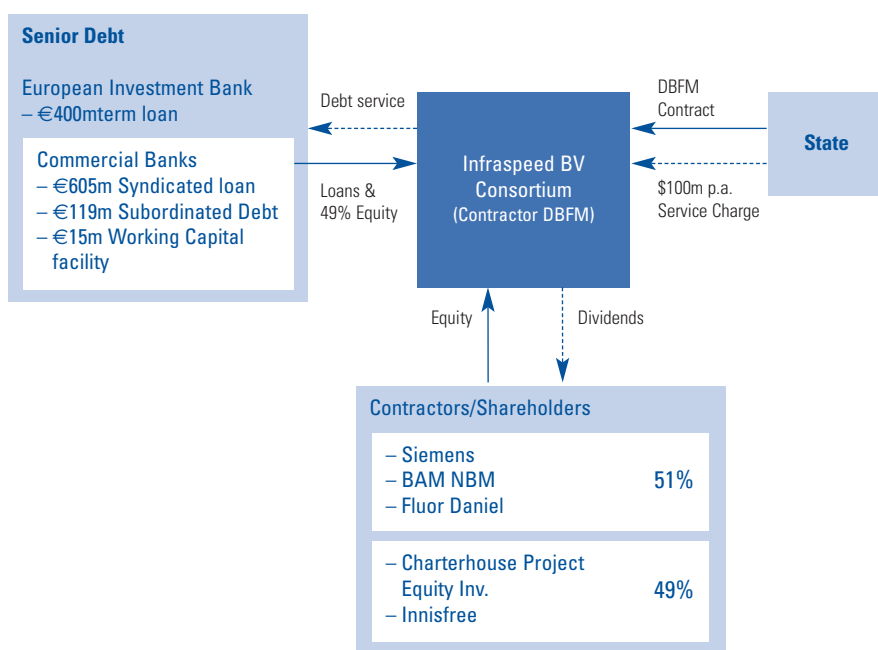 Senior Debt
European Investment Bank
– €400mterm loan
Commercial Banks
– €605m Syndicated loan
– €119m Subordinated Debt
– €15m Working Capital
facility
Debt service
Loans &
49% Equity
Infraspeed BV
Consortium
(Contractor DBFM)
DBFM
Contract
$100m p.a.
Service Charge
State
Equity
Dividends
Contractors/Shareholders
– Siemens
– BAM NBM
– Fluor Daniel
51%
– Charterhouse Project
Equity Inv.
– Innisfree
49%